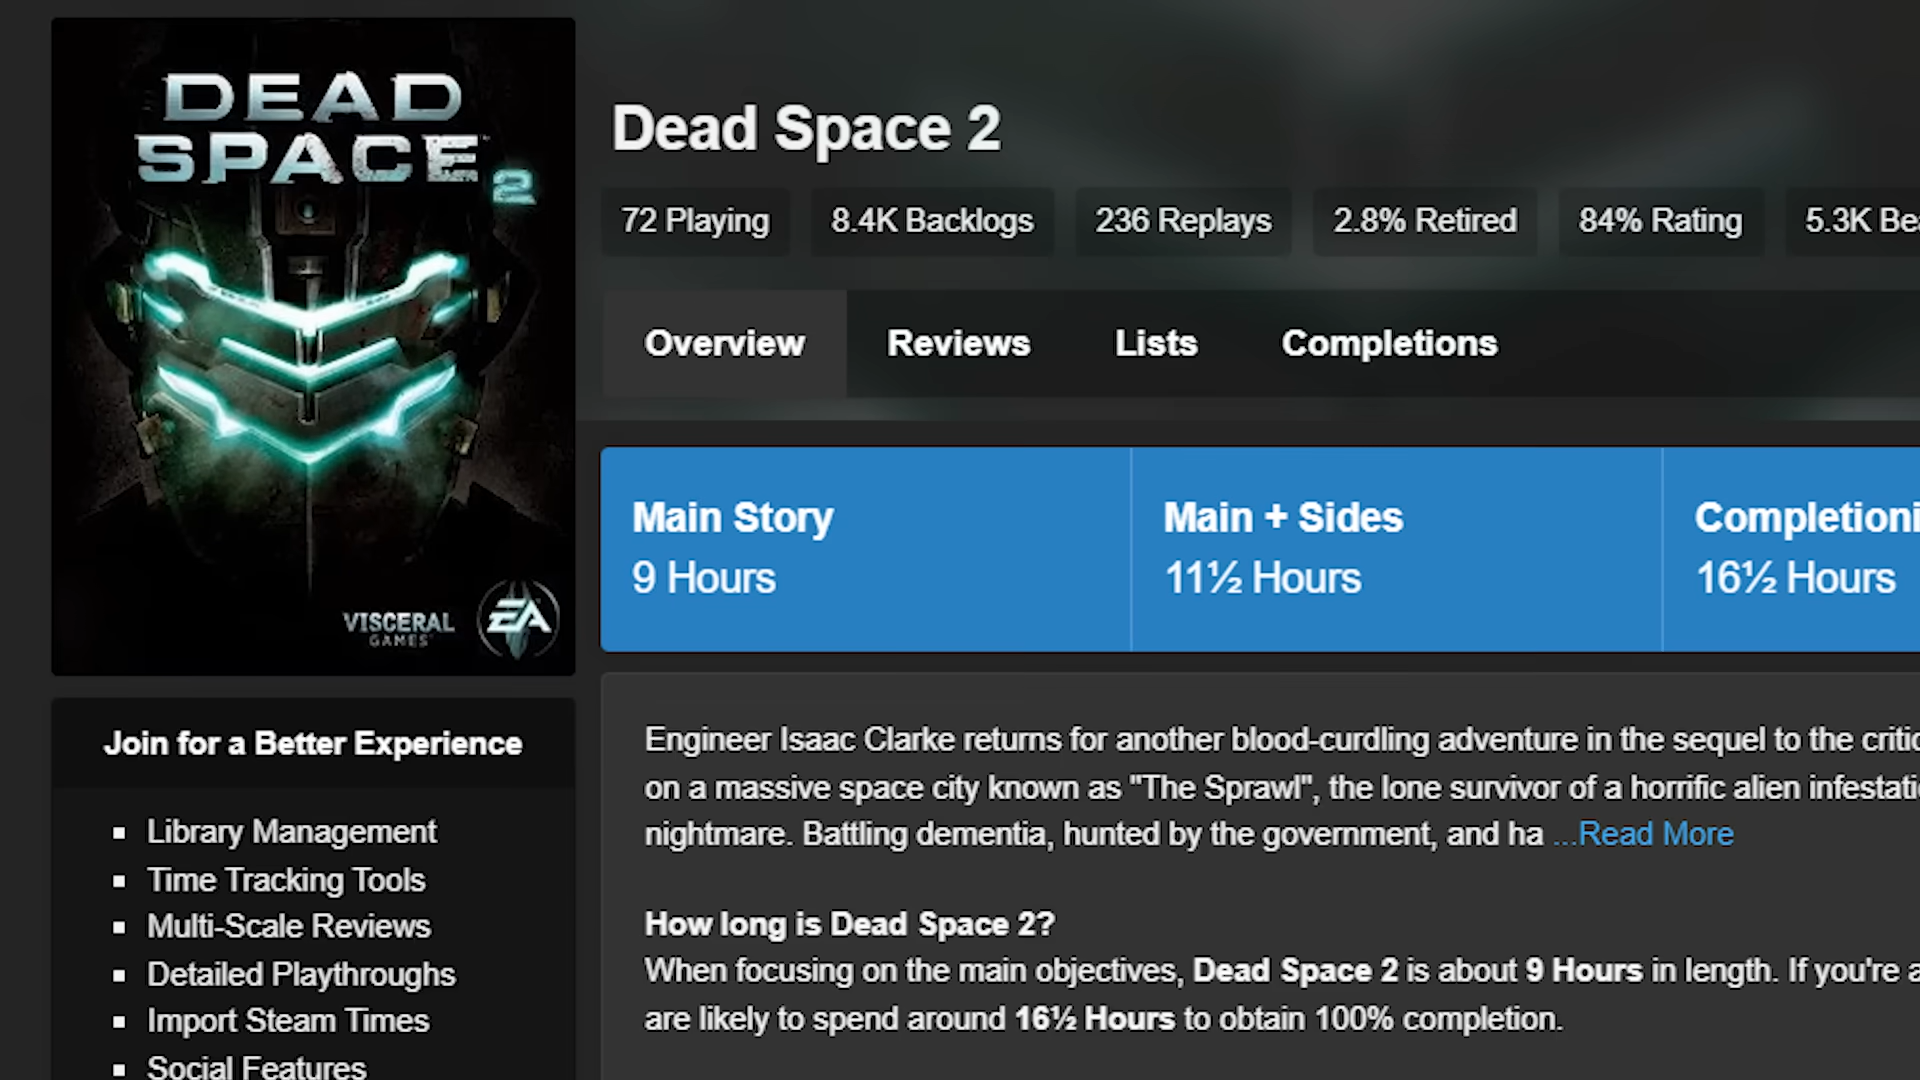 DEAD
SPACE
2
VISCERAL
GAMES
EA
Dead Space 2
72 Playing
8.4K Backlogs
236 Replays
2.8% Retired
84% Rating
5.3K Bea
Overview
Reviews
Lists
Completions
Main Story
9 Hours
Main + Sides
11½ Hours
Completioni
16½ Hours
Engineer Isaac Clarke returns for another blood-curdling adventure in the sequel to the critic
on a massive space city known as "The Sprawl", the lone survivor of a horrific alien infestati
nightmare. Battling dementia, hunted by the government, and ha ...Read More
How long is Dead Space 2?
When focusing on the main objectives, Dead Space 2 is about 9 Hours in length. If you're a
are likely to spend around 16½ Hours to obtain 100% completion.
Join for a Better Experience
Library Management
Time Tracking Tools
Multi-Scale Reviews
Detailed Playthroughs
Import Steam Times
Social Features